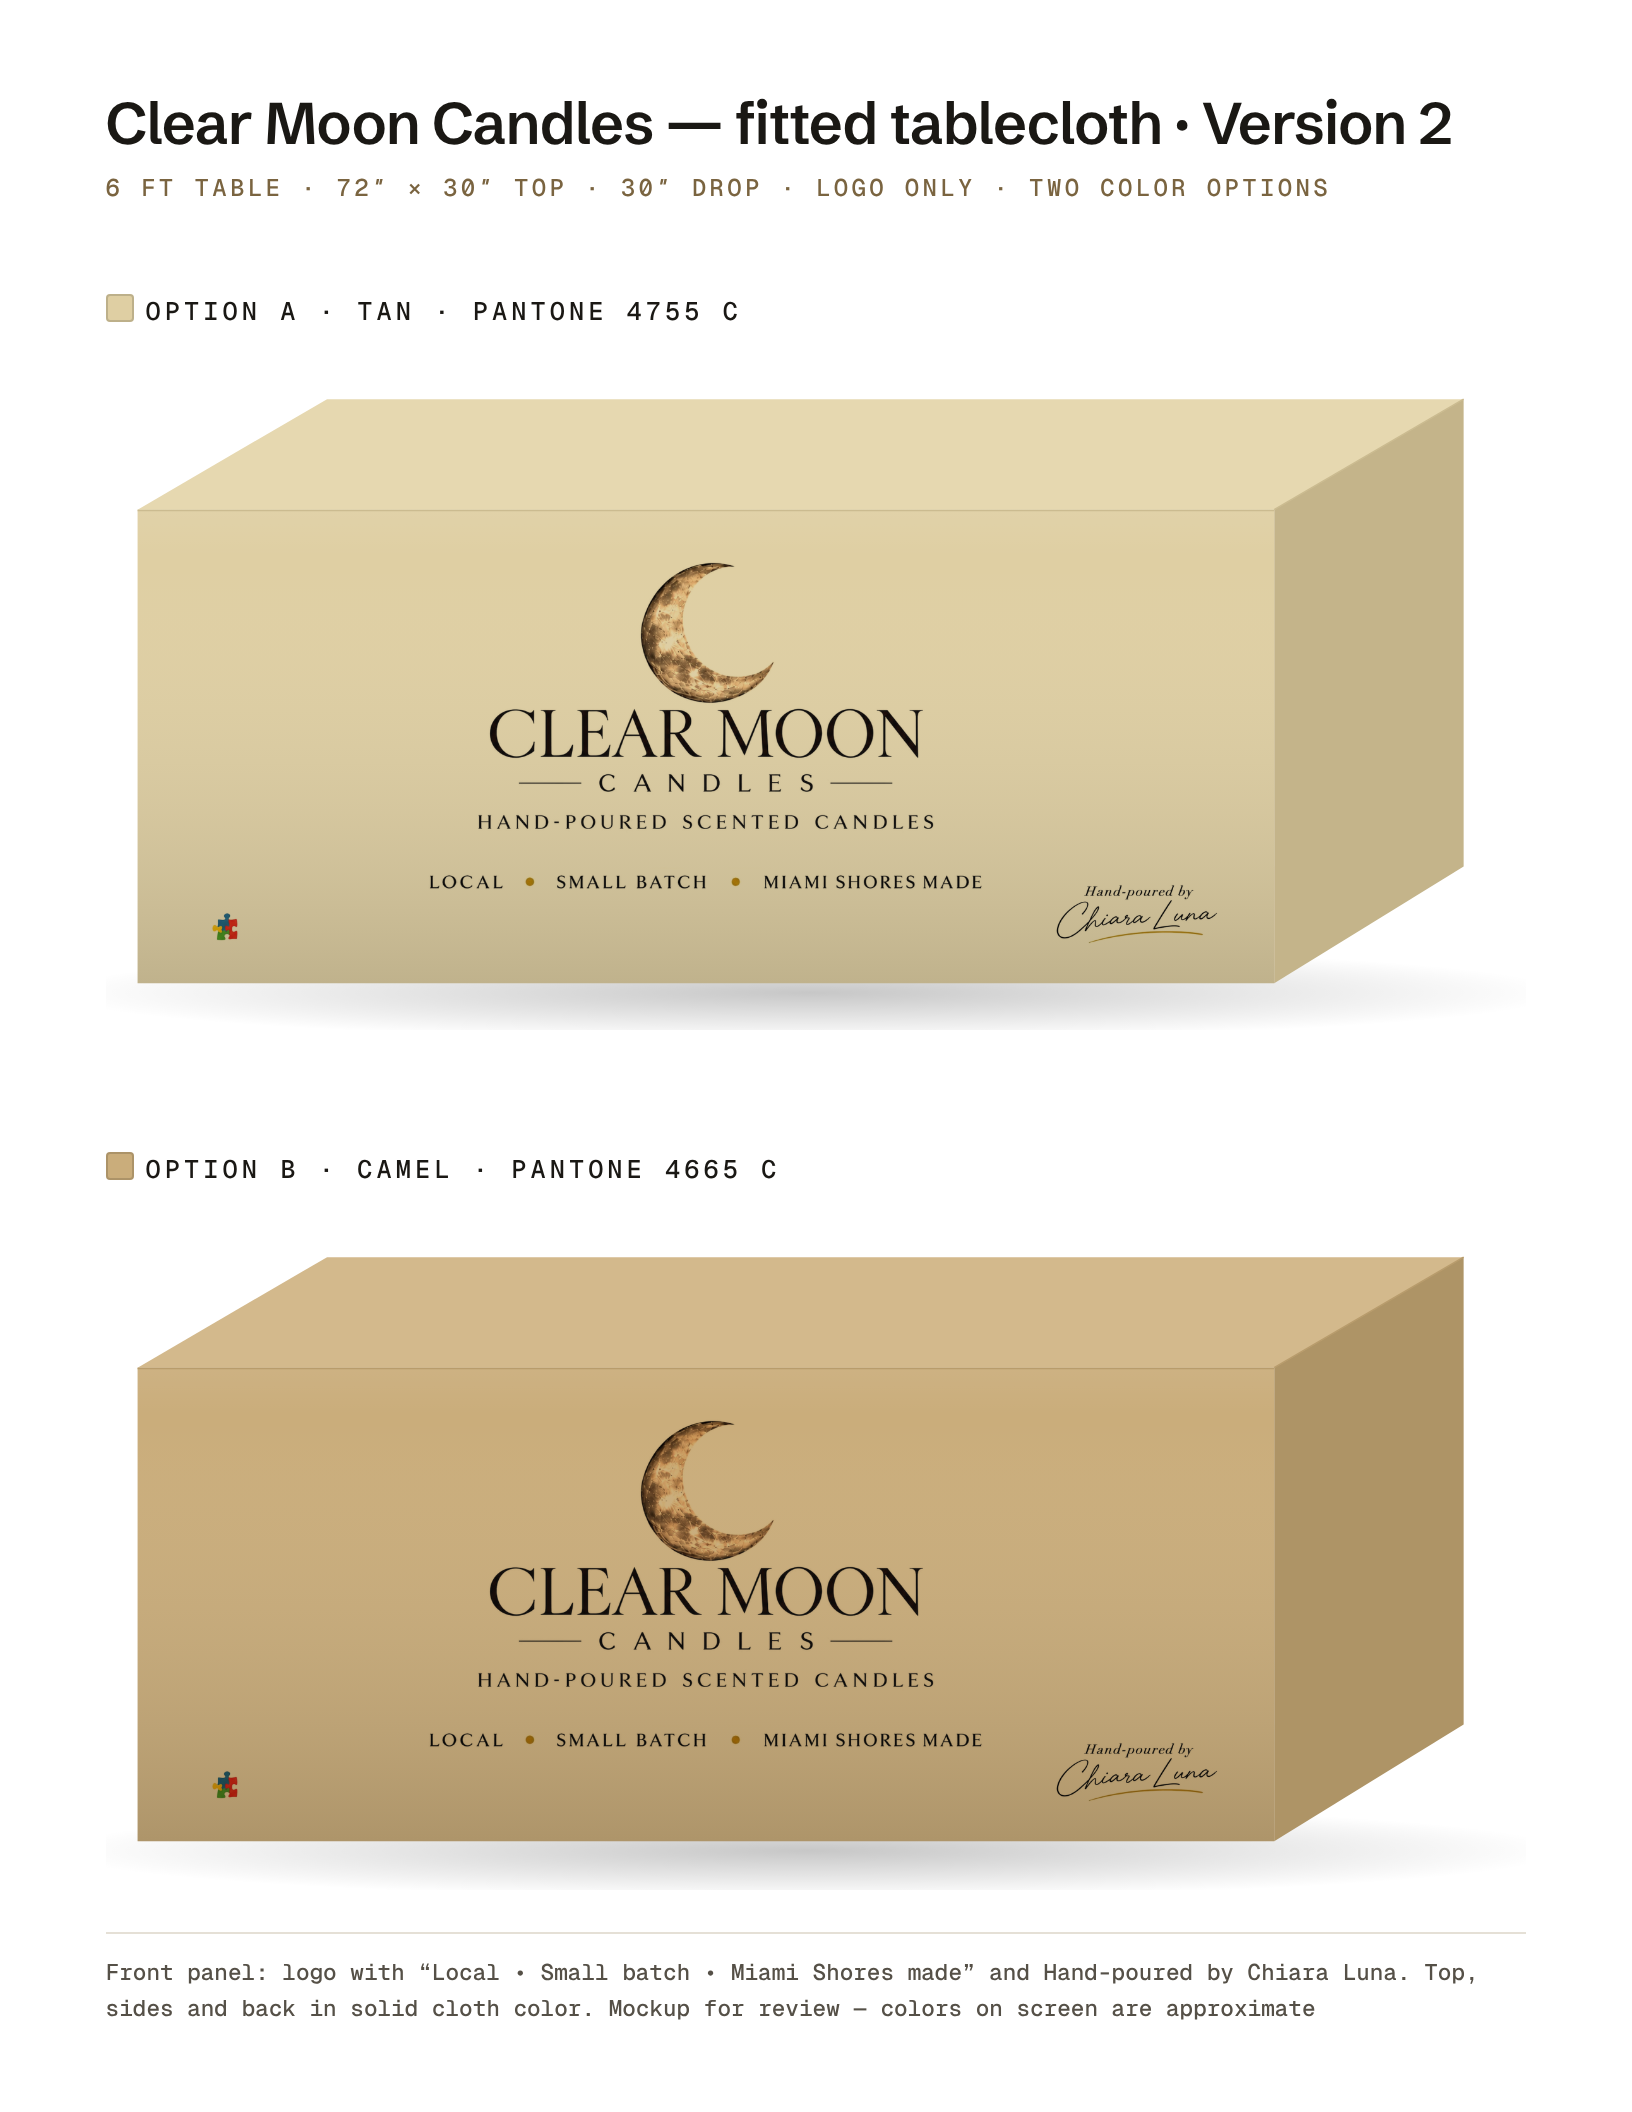 Clear Moon Candles — fitted tablecloth · Version 2
6 FT TABLE · 72″ × 30″ TOP · 30″ DROP · LOGO ONLY · TWO COLOR OPTIONS
OPTION A · TAN · PANTONE 4755 C
CLEAR MOON
CANDLES
HAND-POURED SCENTED CANDLES
LOCAL • SMALL BATCH • MIAMI SHORES MADE
Hand-poured by
Chiara Luna
OPTION B · CAMEL · PANTONE 4665 C
CLEAR MOON
CANDLES
HAND-POURED SCENTED CANDLES
LOCAL • SMALL BATCH • MIAMI SHORES MADE
Hand-poured by
Chiara Luna
Front panel: logo with “Local • Small batch • Miami Shores made” and Hand-poured by Chiara Luna. Top,
sides and back in solid cloth color. Mockup for review — colors on screen are approximate